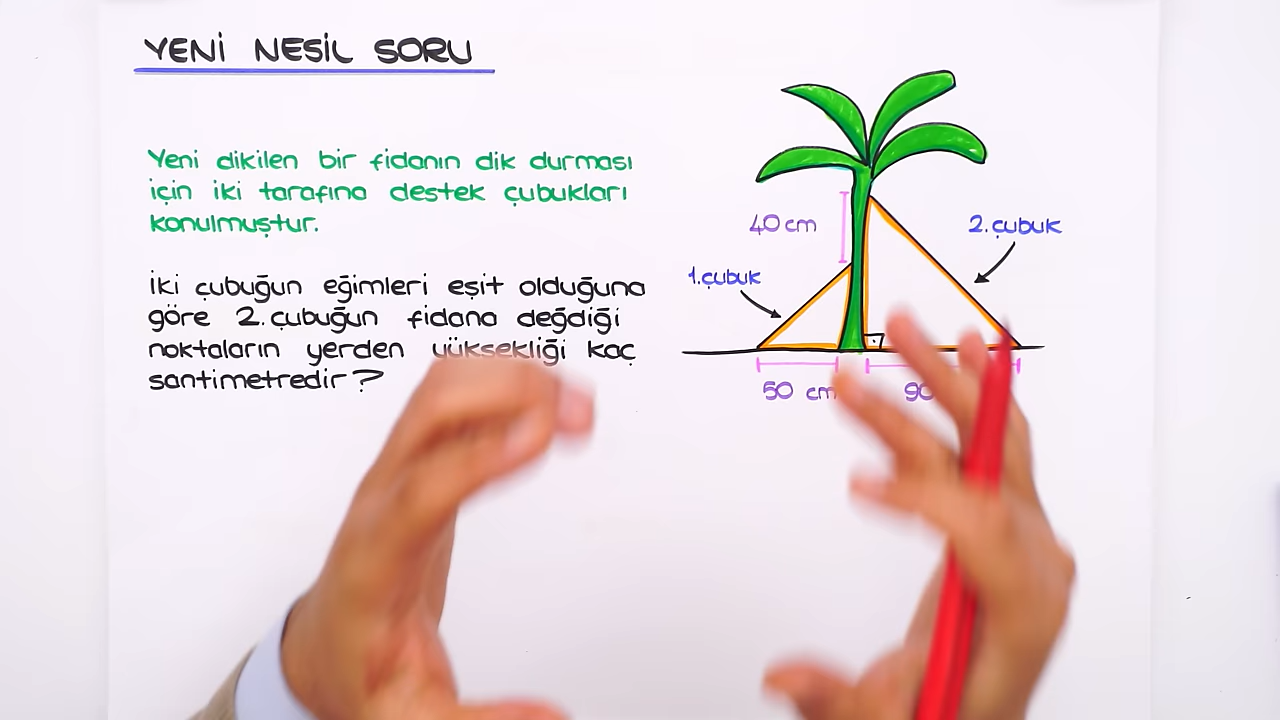 YENİ NESİL SORU
Yeni dikilen bir fidanın dik durması
için iki tarafına destek çubukları
konulmuştur.
İki çubuğun eğimleri eşit olduğuna
göre 2. çubuğun fidana değdiği
noktaların yerden yüksekliği kaç
santimetredir?
40 cm
2. çubuk
1. çubuk
50 cm
90